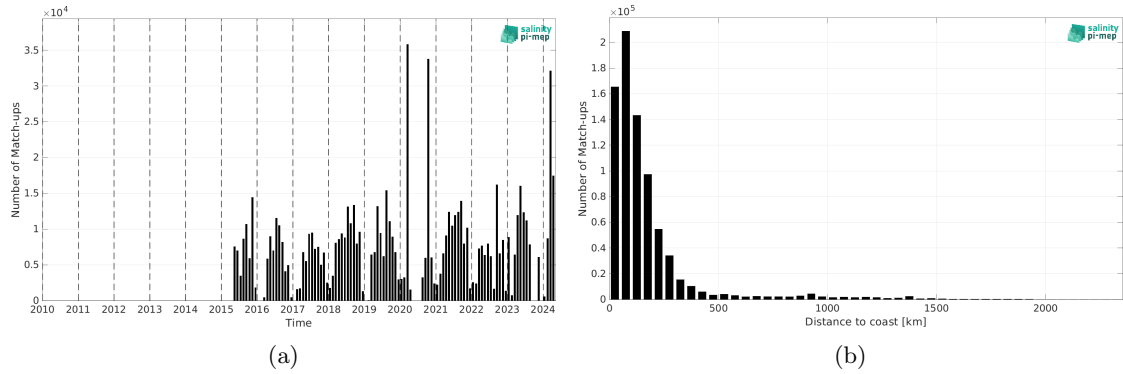 ×10⁴
3.5
3
2.5
2
1.5
1
0.5
0
Number of Match-ups
2010 2011 2012 2013 2014 2015 2016 2017 2018 2019 2020 2021 2022 2023 2024
Time
salinity
pi-mep
(a)
×10⁵
2
1.8
1.6
1.4
1.2
1
0.8
0.6
0.4
0.2
0
Number of Match-ups
0 500 1000 1500 2000
Distance to coast [km]
salinity
pi-mep
(b)